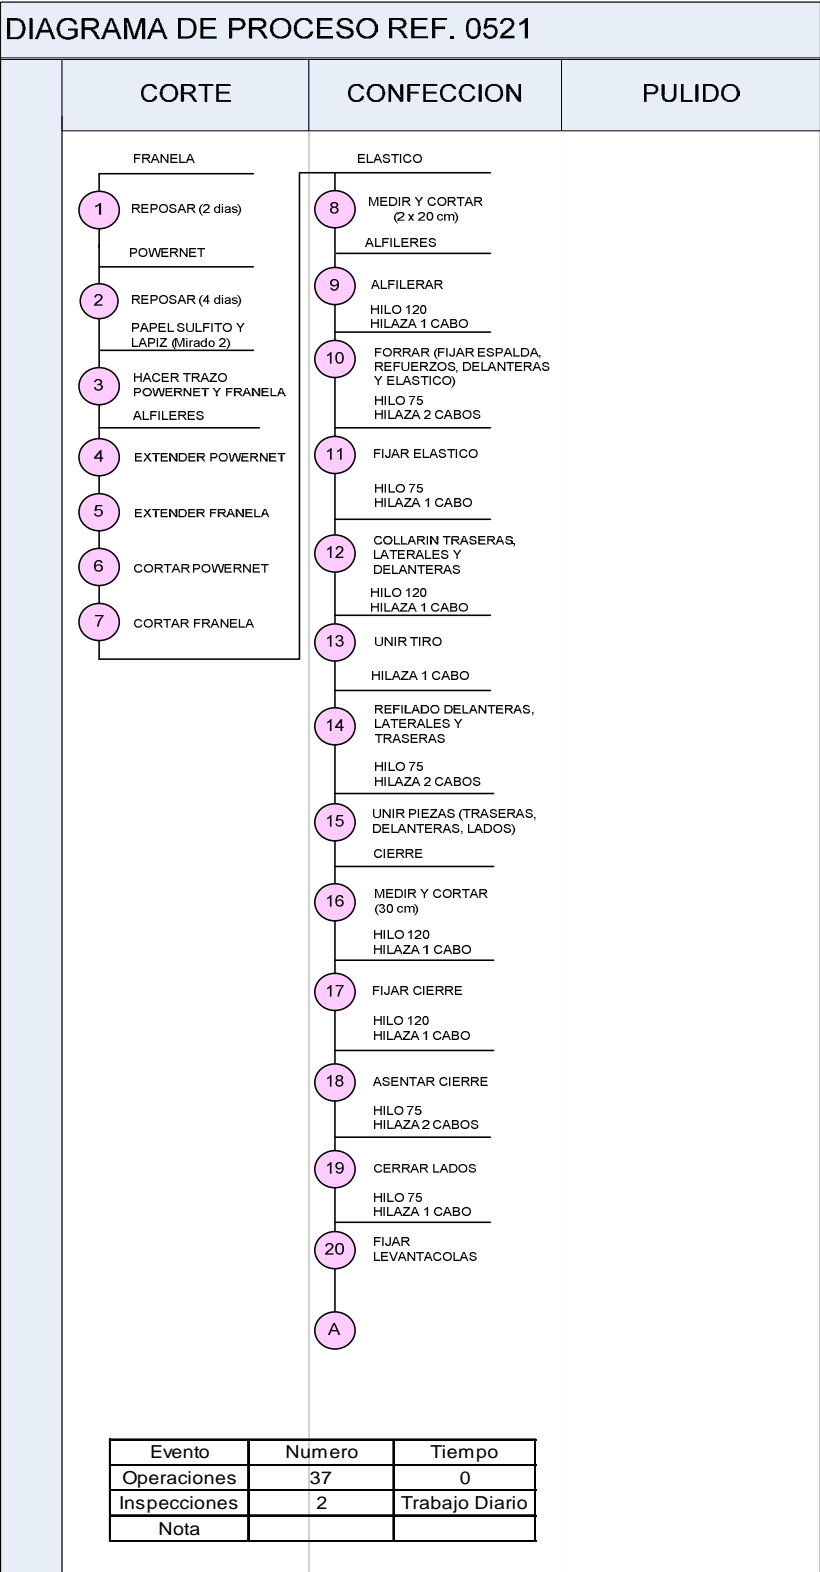 DIAGRAMA DE PROCESO REF. 0521
CORTE
CONFECCION
PULIDO
FRANELA
1
REPOSAR (2 dias)
POWERNET
2
REPOSAR (4 dias)
PAPEL SULFITO Y
LAPIZ (Mirado 2)
3
HACER TRAZO
POWERNET Y FRANELA
ALFILERES
4
EXTENDER POWERNET
5
EXTENDER FRANELA
6
CORTAR POWERNET
7
CORTAR FRANELA
ELASTICO
8
MEDIR Y CORTAR
(2 x 20 cm)
ALFILERES
9
ALFILERAR
HILO 120
HILAZA 1 CABO
10
FORRAR (FIJAR ESPALDA,
REFUERZOS, DELANTERAS
Y ELASTICO)
HILO 75
HILAZA 2 CABOS
11
FIJAR ELASTICO
HILO 75
HILAZA 1 CABO
12
COLLARIN TRASERAS,
LATERALES Y
DELANTERAS
HILO 120
HILAZA 1 CABO
13
UNIR TIRO
HILAZA 1 CABO
14
REFILADO DELANTERAS,
LATERALES Y
TRASERAS
HILO 75
HILAZA 2 CABOS
15
UNIR PIEZAS (TRASERAS,
DELANTERAS, LADOS)
CIERRE
16
MEDIR Y CORTAR
(30 cm)
HILO 120
HILAZA 1 CABO
17
FIJAR CIERRE
HILO 120
HILAZA 1 CABO
18
ASENTAR CIERRE
HILO 75
HILAZA 2 CABOS
19
CERRAR LADOS
HILO 75
HILAZA 1 CABO
20
FIJAR
LEVANTACOLAS
A
Evento Numero Tiempo
Operaciones 37 0
Inspecciones 2 Trabajo Diario
Nota